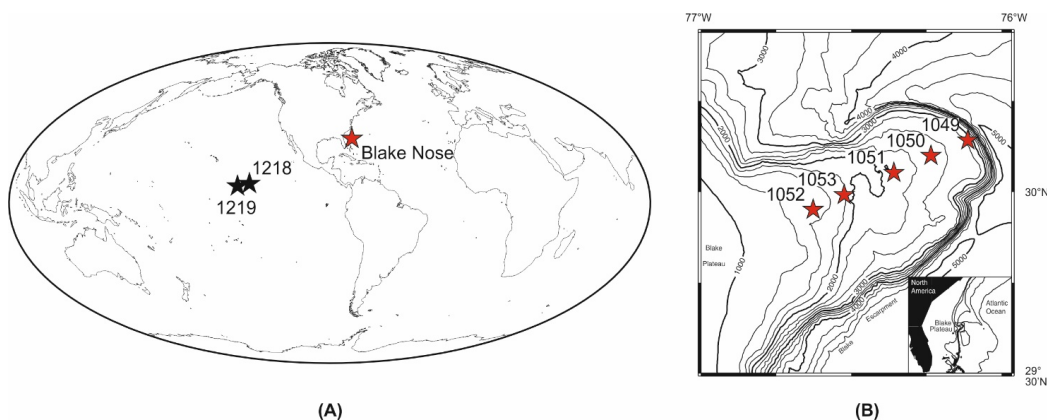 1218
1219
Blake Nose
(A)
77°W
76°W
3000
4000
5000
4000
3000
2000
1049
1050
1051
1053
1052
30°N
Blake
Plateau
1000
2000
3000
5000
Escarpment
Blake
North
America
Atlantic
Ocean
Blake
Plateau
29°
30'N
(B)